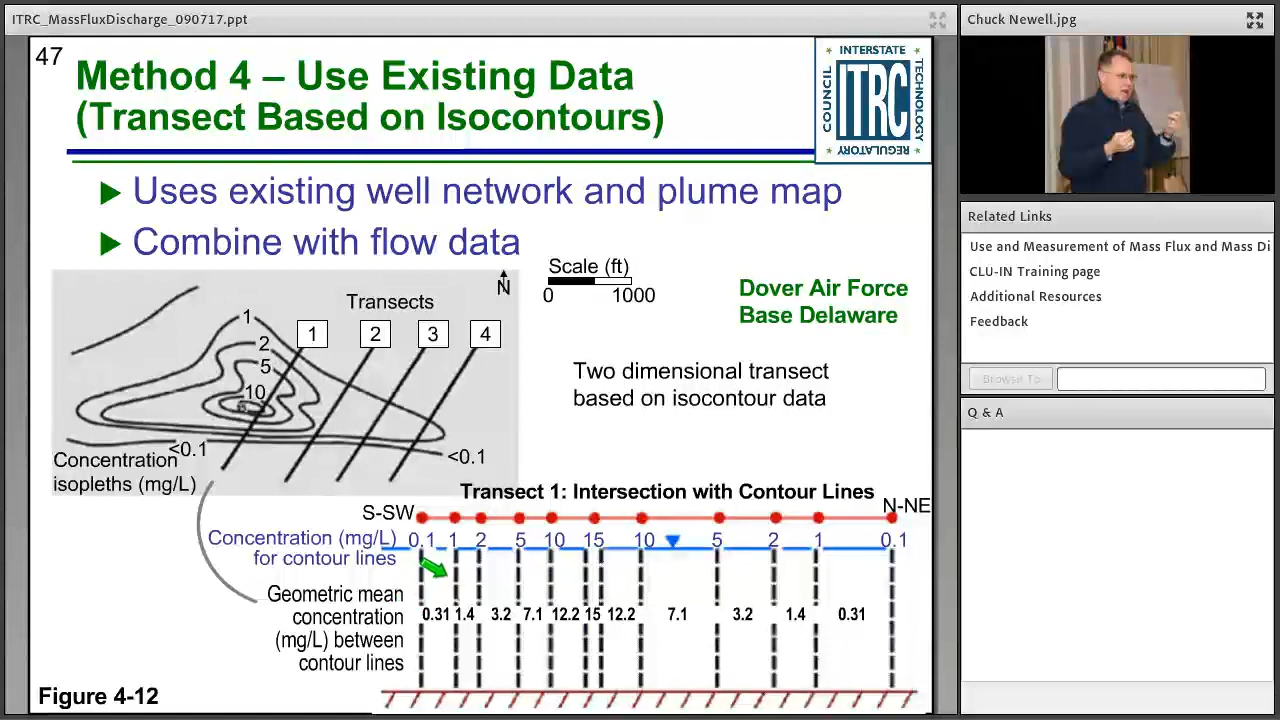 ITRC_MassFluxDischarge_090717.ppt
47
Method 4 – Use Existing Data
(Transect Based on Isocontours)
INTERSTATE
TECHNOLOGY
REGULATORY
COUNCIL
ITRC
Uses existing well network and plume map
Combine with flow data
N
Transects
1 2 3 4
1
2
5
10
<0.1
<0.1
Concentration
isopleths (mg/L)
Scale (ft)
0 1000
Dover Air Force
Base Delaware
Two dimensional transect
based on isocontour data
Transect 1: Intersection with Contour Lines
S-SW N-NE
Concentration (mg/L)
for contour lines
0.1 1 2 5 10 15 10 5 2 1 0.1
Geometric mean
concentration
(mg/L) between
contour lines
0.31 1.4 3.2 7.1 12.2 15 12.2 7.1 3.2 1.4 0.31
Figure 4-12
Chuck Newell.jpg
Related Links
Use and Measurement of Mass Flux and Mass Di
CLU-IN Training page
Additional Resources
Feedback
Browse To
Q & A